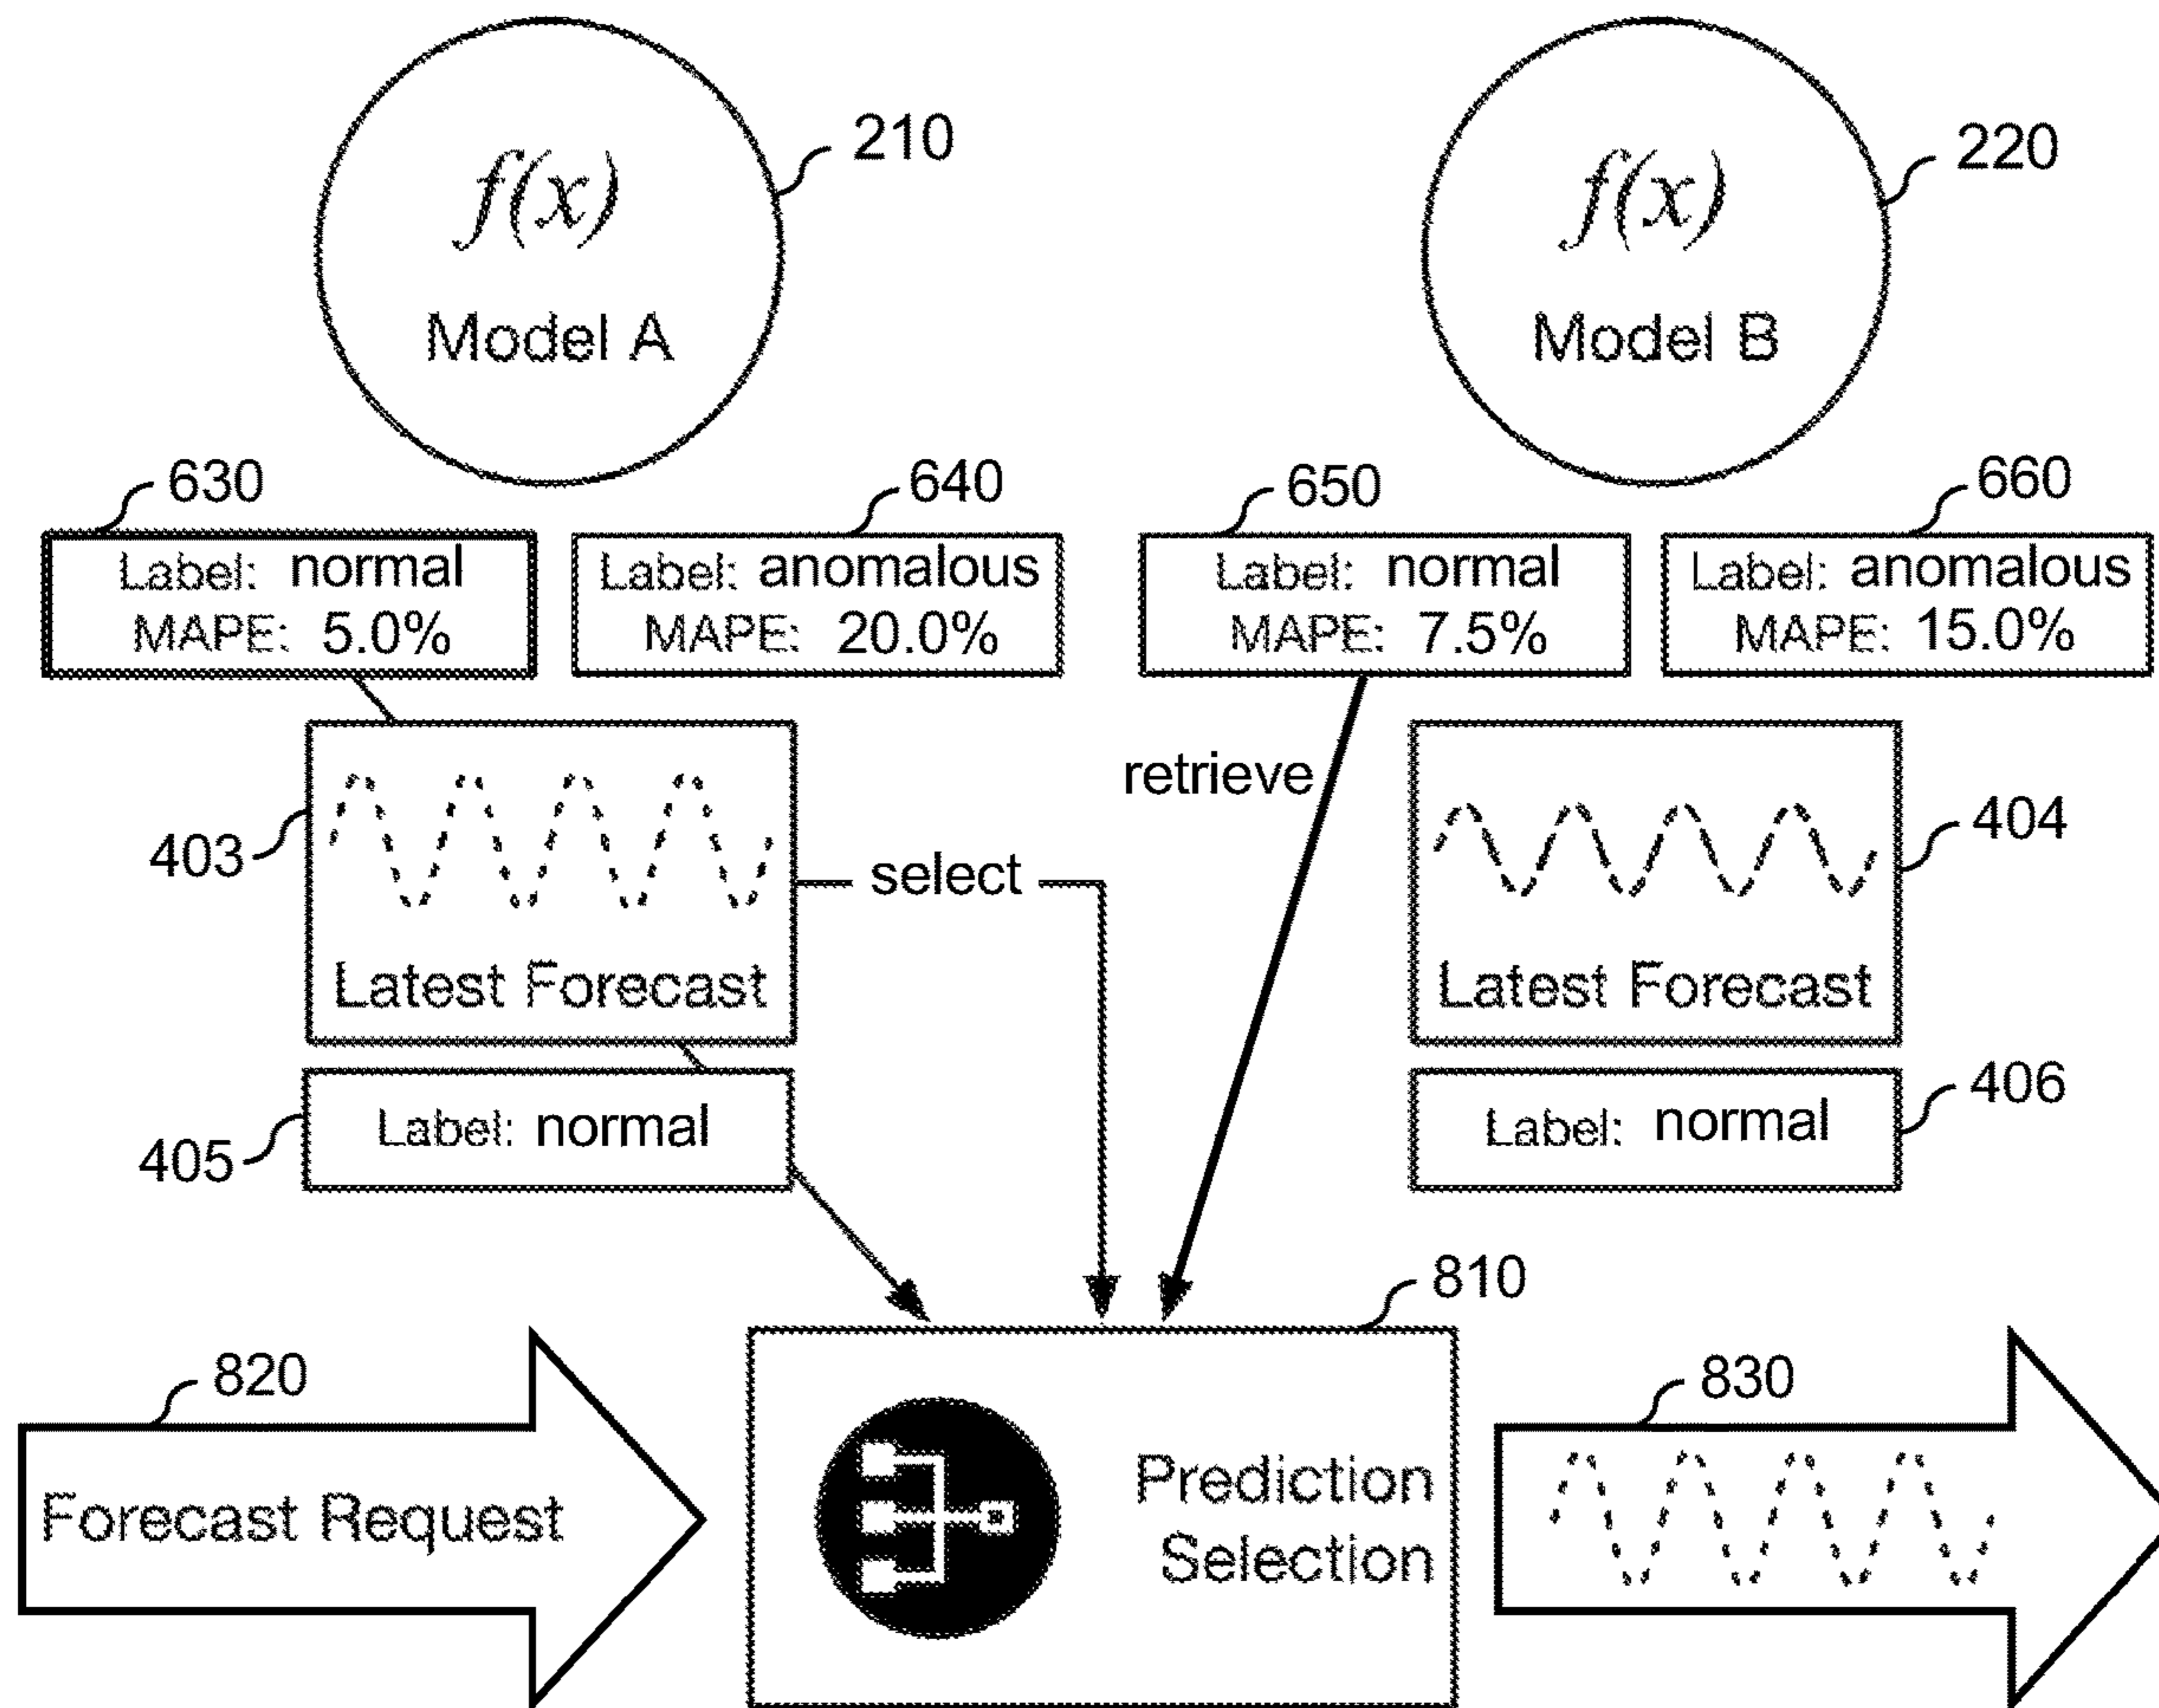 f(x)
Model A
210
f(x)
Model B
220
630
Label: normal
MAPE: 5.0%
640
Label: anomalous
MAPE: 20.0%
650
Label: normal
MAPE: 7.5%
660
Label: anomalous
MAPE: 15.0%
403
Latest Forecast
select
retrieve
404
Latest Forecast
405
Label: normal
406
Label: normal
820
Forecast Request
810
Prediction
Selection
830